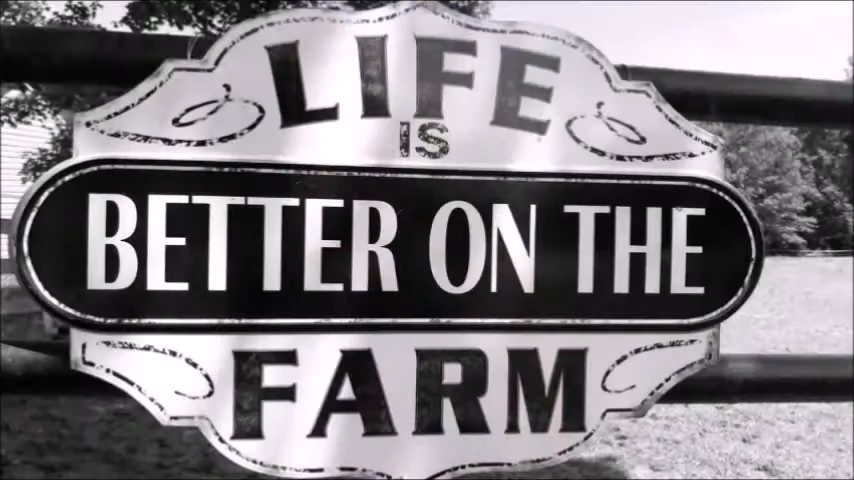 LIFE
IS
BETTER ON THE
FARM